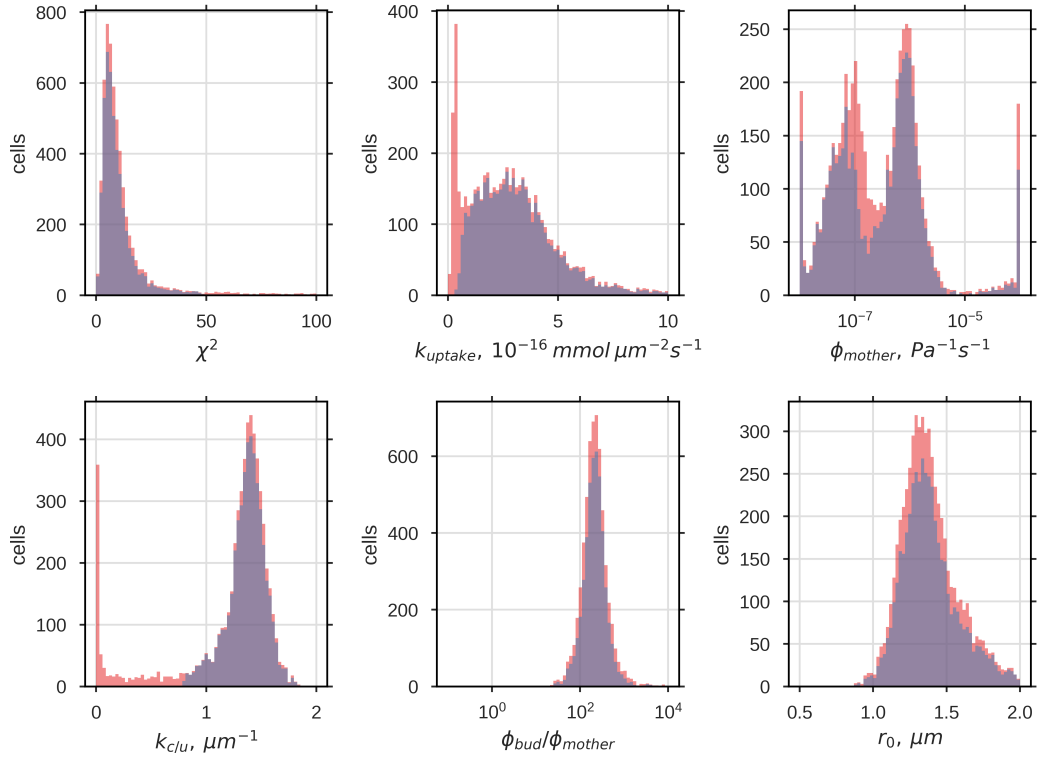 800
600
400
200
0
cells
0 50 100
χ²
400
300
200
100
0
cells
0 5 10
k_uptake, 10⁻¹⁶ mmol μm⁻²s⁻¹
250
200
150
100
50
0
cells
10⁻⁷ 10⁻⁵
ϕ_mother, Pa⁻¹s⁻¹
400
300
200
100
0
cells
0 1 2
k_c/u, μm⁻¹
600
400
200
0
cells
10⁰ 10² 10⁴
ϕ_bud/ϕ_mother
300
250
200
150
100
50
0
cells
0.5 1.0 1.5 2.0
r₀, μm